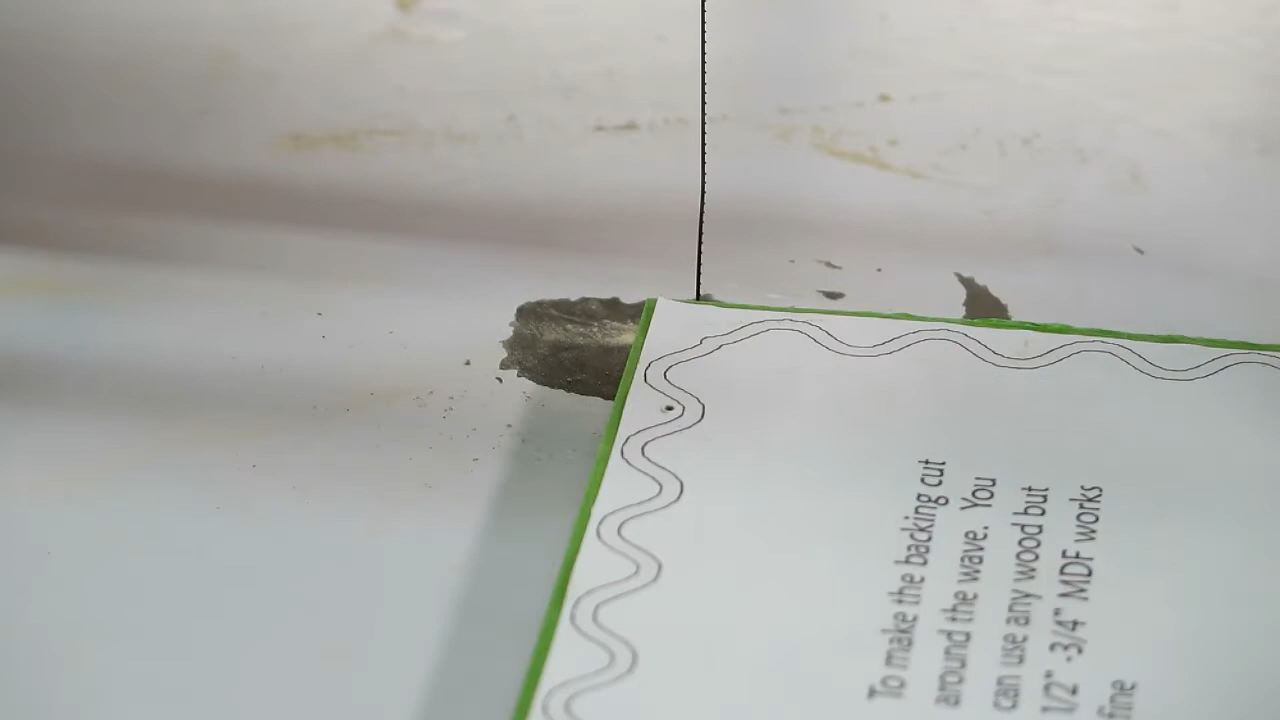 To make the backing cut
around the wave. You
can use any wood but
1/2" -3/4" MDF works
fine